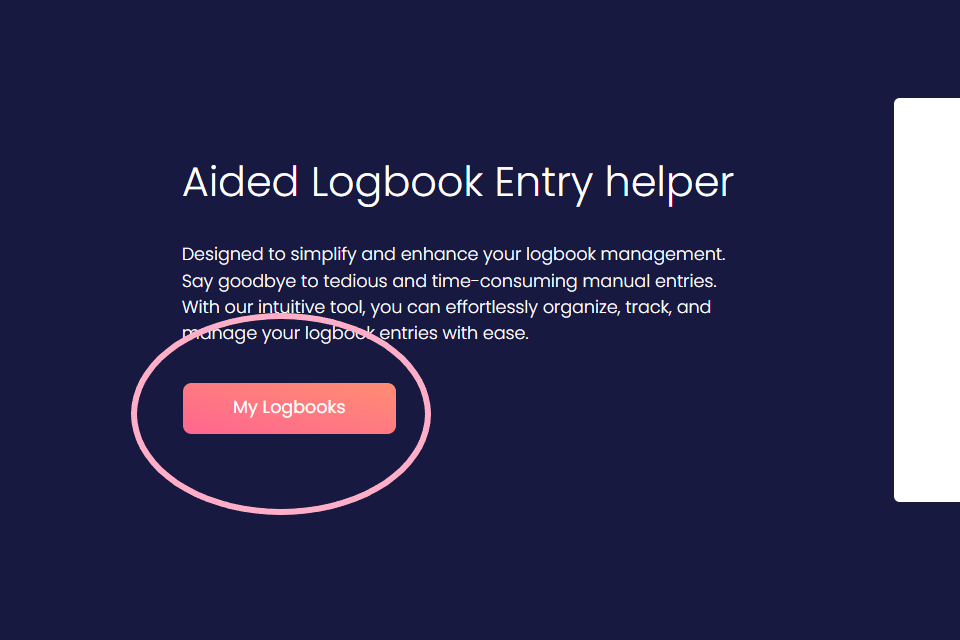 Aided Logbook Entry helper
Designed to simplify and enhance your logbook management.
Say goodbye to tedious and time-consuming manual entries.
With our intuitive tool, you can effortlessly organize, track, and
manage your logbook entries with ease.
My Logbooks